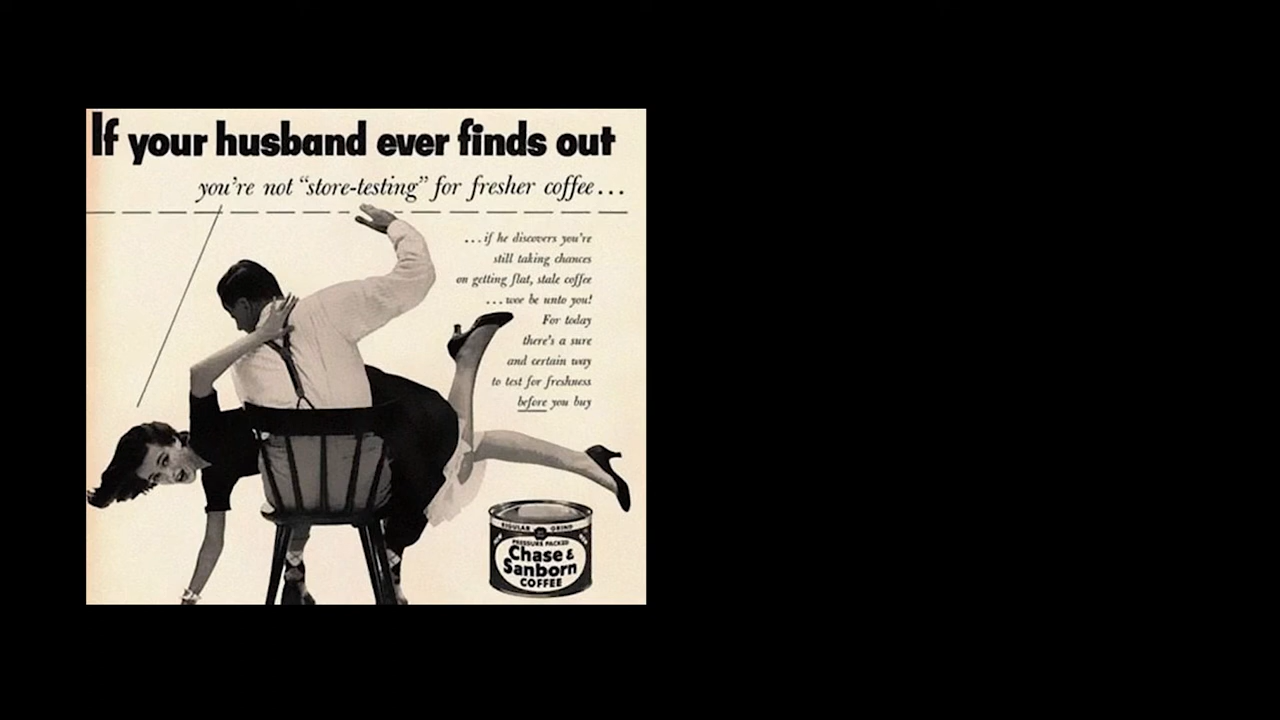 If your husband ever finds out
you're not "store-testing" for fresher coffee...
...if he discovers you're
still taking chances
on getting flat, stale coffee
...woe be unto you!
For today
there's a sure
and certain way
to test for freshness
before you buy
REGULAR GRIND
PRESSURE PACKED
Chase &
Sanborn
COFFEE